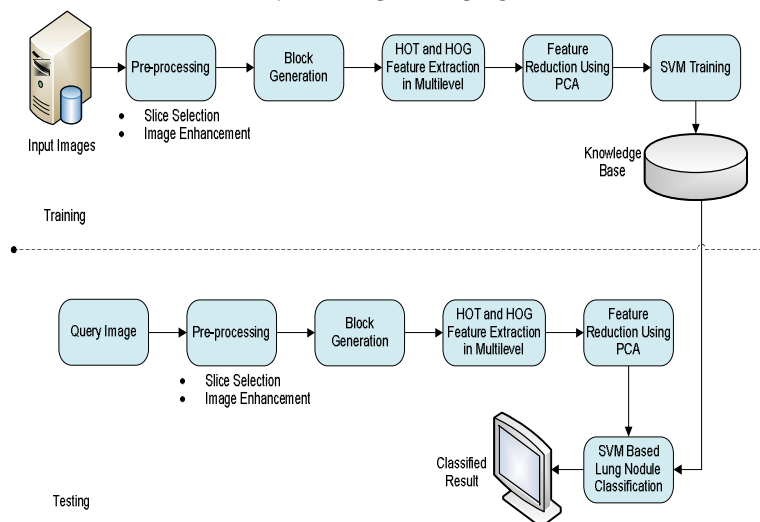 Input Images
Pre-processing
• Slice Selection
• Image Enhancement
Block
Generation
HOT and HOG
Feature Extraction
in Multilevel
Feature
Reduction Using
PCA
SVM Training
Knowledge
Base
Training
Query Image
Pre-processing
• Slice Selection
• Image Enhancement
Block
Generation
HOT and HOG
Feature Extraction
in Multilevel
Feature
Reduction Using
PCA
SVM Based
Lung Nodule
Classification
Classified
Result
Testing